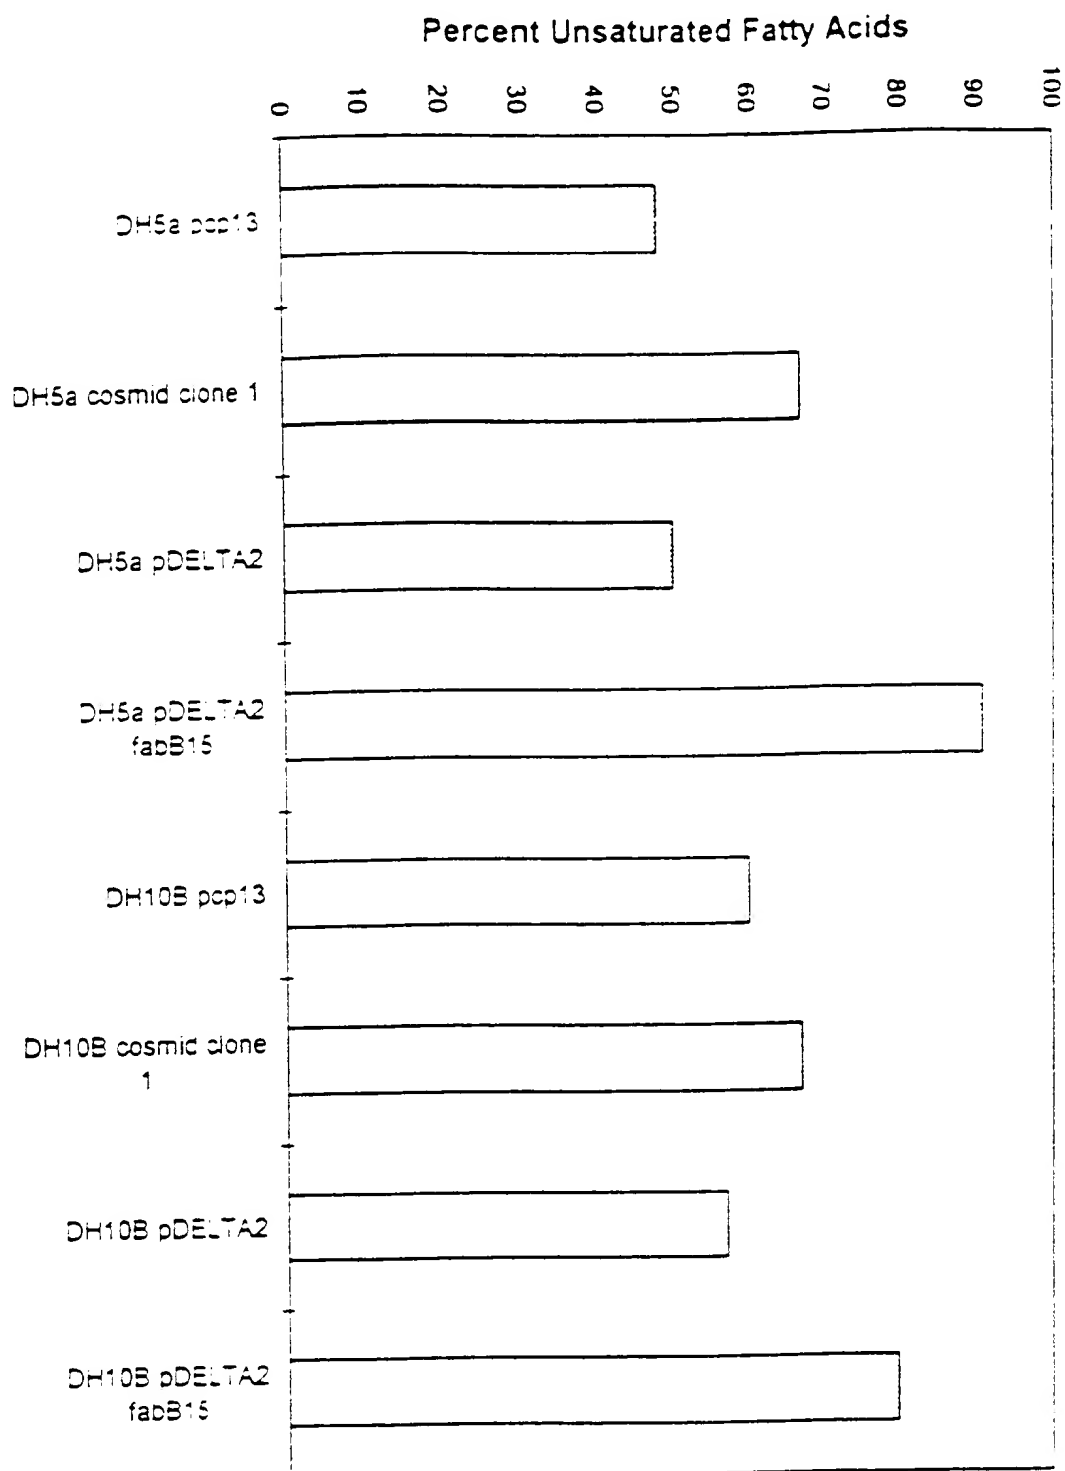 Percent Unsaturated Fatty Acids
0 10 20 30 40 50 60 70 80 90 100
DH5a pcp13
DH5a cosmid clone 1
DH5a pDELTA2
DH5a pDELTA2
fabB15
DH10B pcp13
DH10B cosmid clone
1
DH10B pDELTA2
DH10B pDELTA2
fabB15